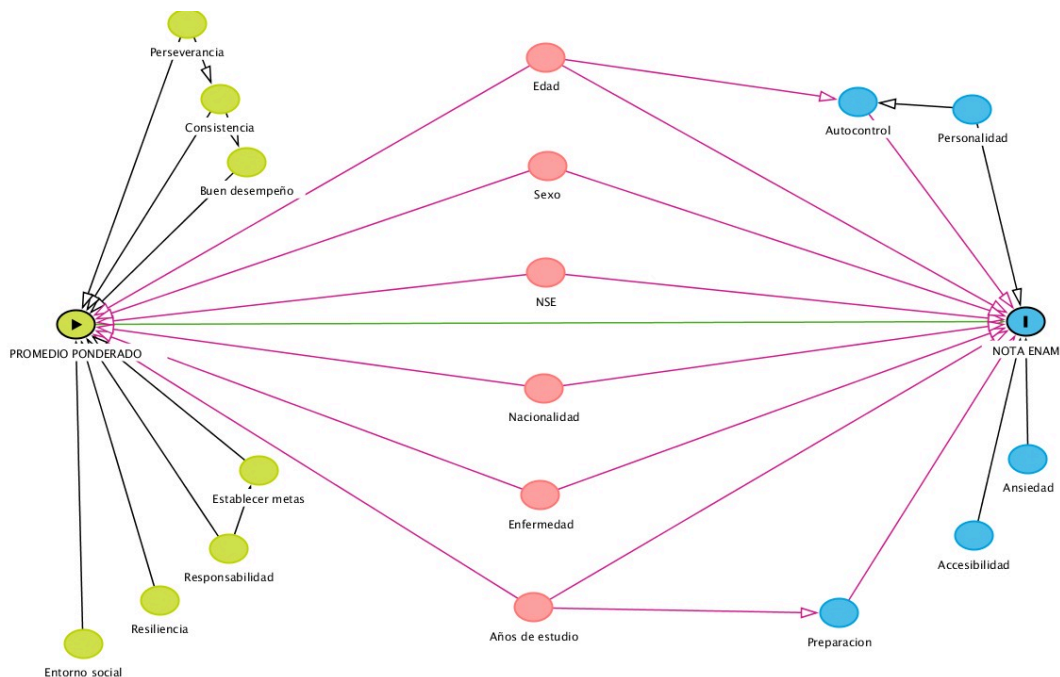 Perseverancia
Edad
Autocontrol
Personalidad
Consistencia
Buen desempeño
Sexo
NSE
PROMEDIO PONDERADO
NOTA ENAM
Nacionalidad
Establecer metas
Ansiedad
Enfermedad
Accesibilidad
Responsabilidad
Resiliencia
Años de estudio
Preparacion
Entorno social